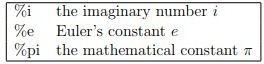 %i the imaginary number i
%e Euler's constant e
%pi the mathematical constant π